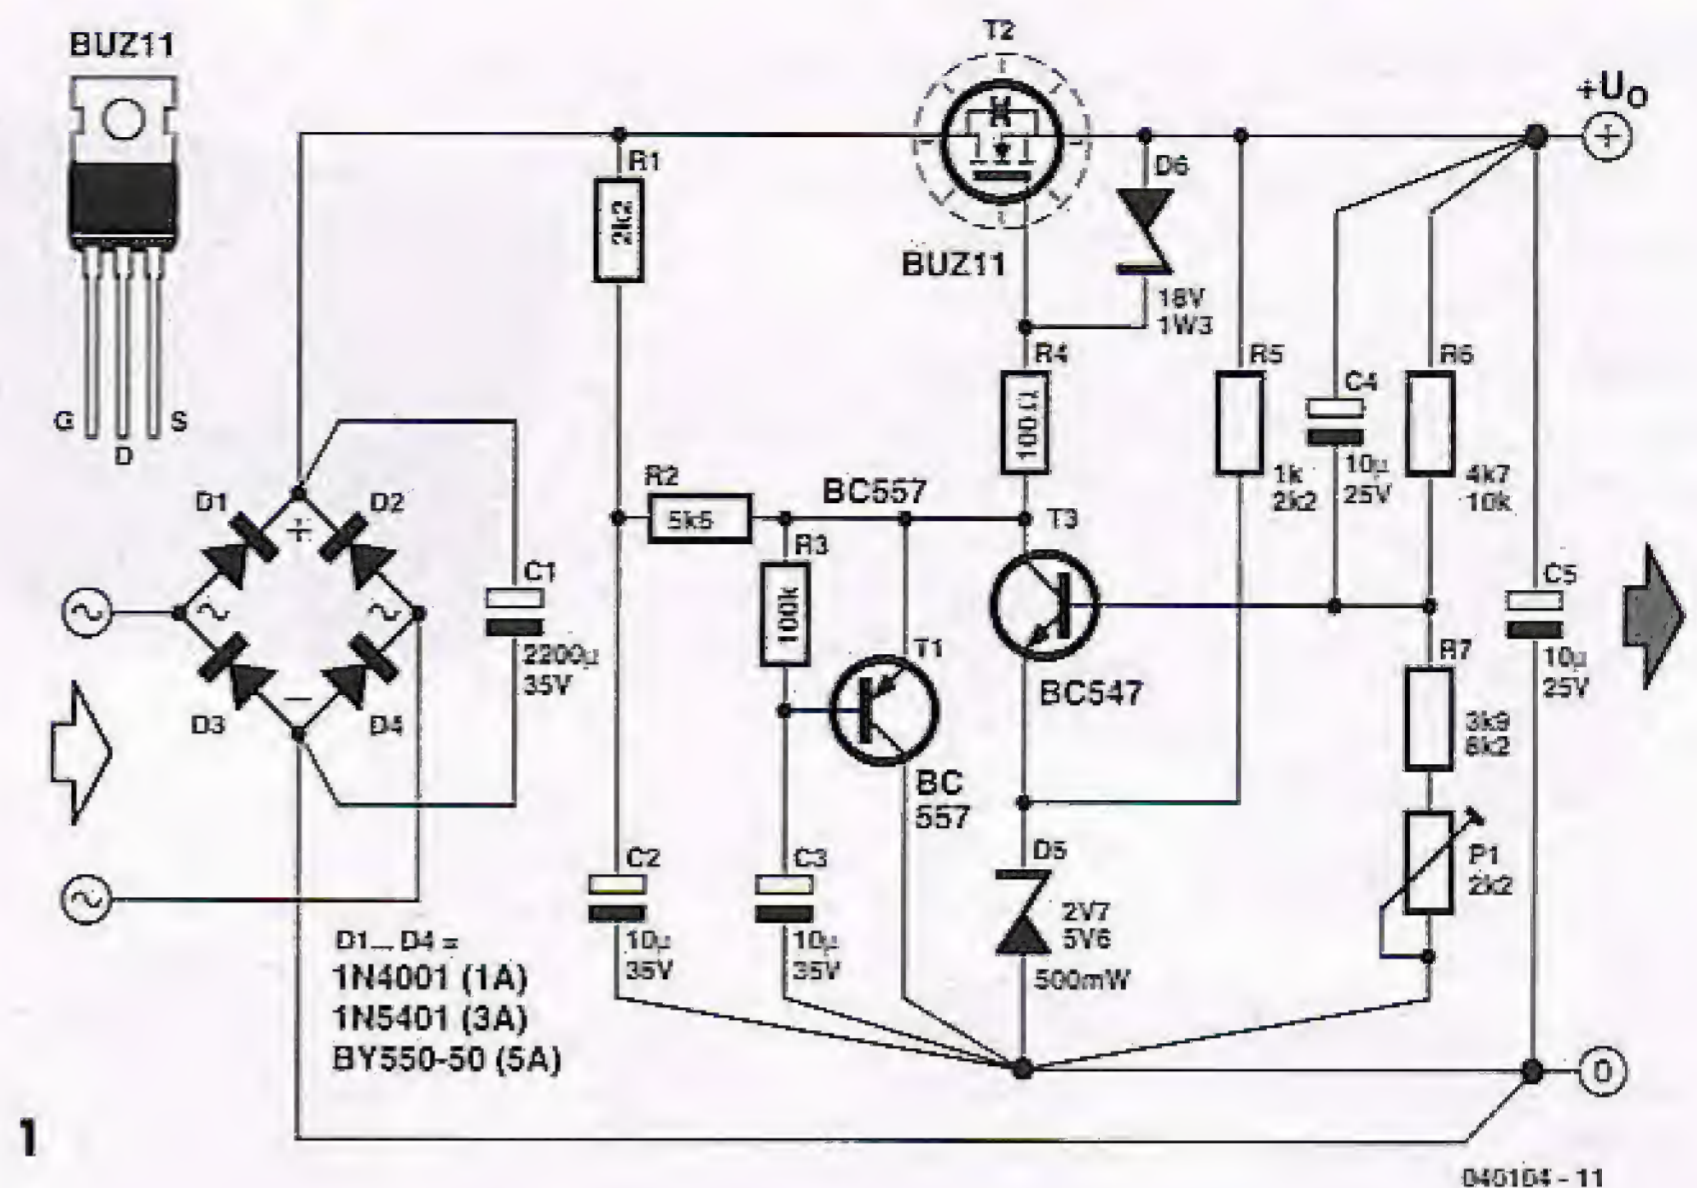 BUZ11
T2
+U0
+
R1
2k2
D6
BUZ11
18V
1W3
G
S
D
R4
100Ω
R5
1k
2k2
C4
10µ
25V
R6
4k7
10k
D1
D2
+
R2
5k6
BC557
T3
R3
100k
C1
2200µ
35V
T1
BC547
C5
10µ
25V
R7
3k9
8k2
D3
−
D4
BC
557
C2
10µ
35V
C3
10µ
35V
D5
2V7
5V6
500mW
P1
2k2
D1...D4 =
1N4001 (1A)
1N5401 (3A)
BY550-50 (5A)
0
1
040104 - 11